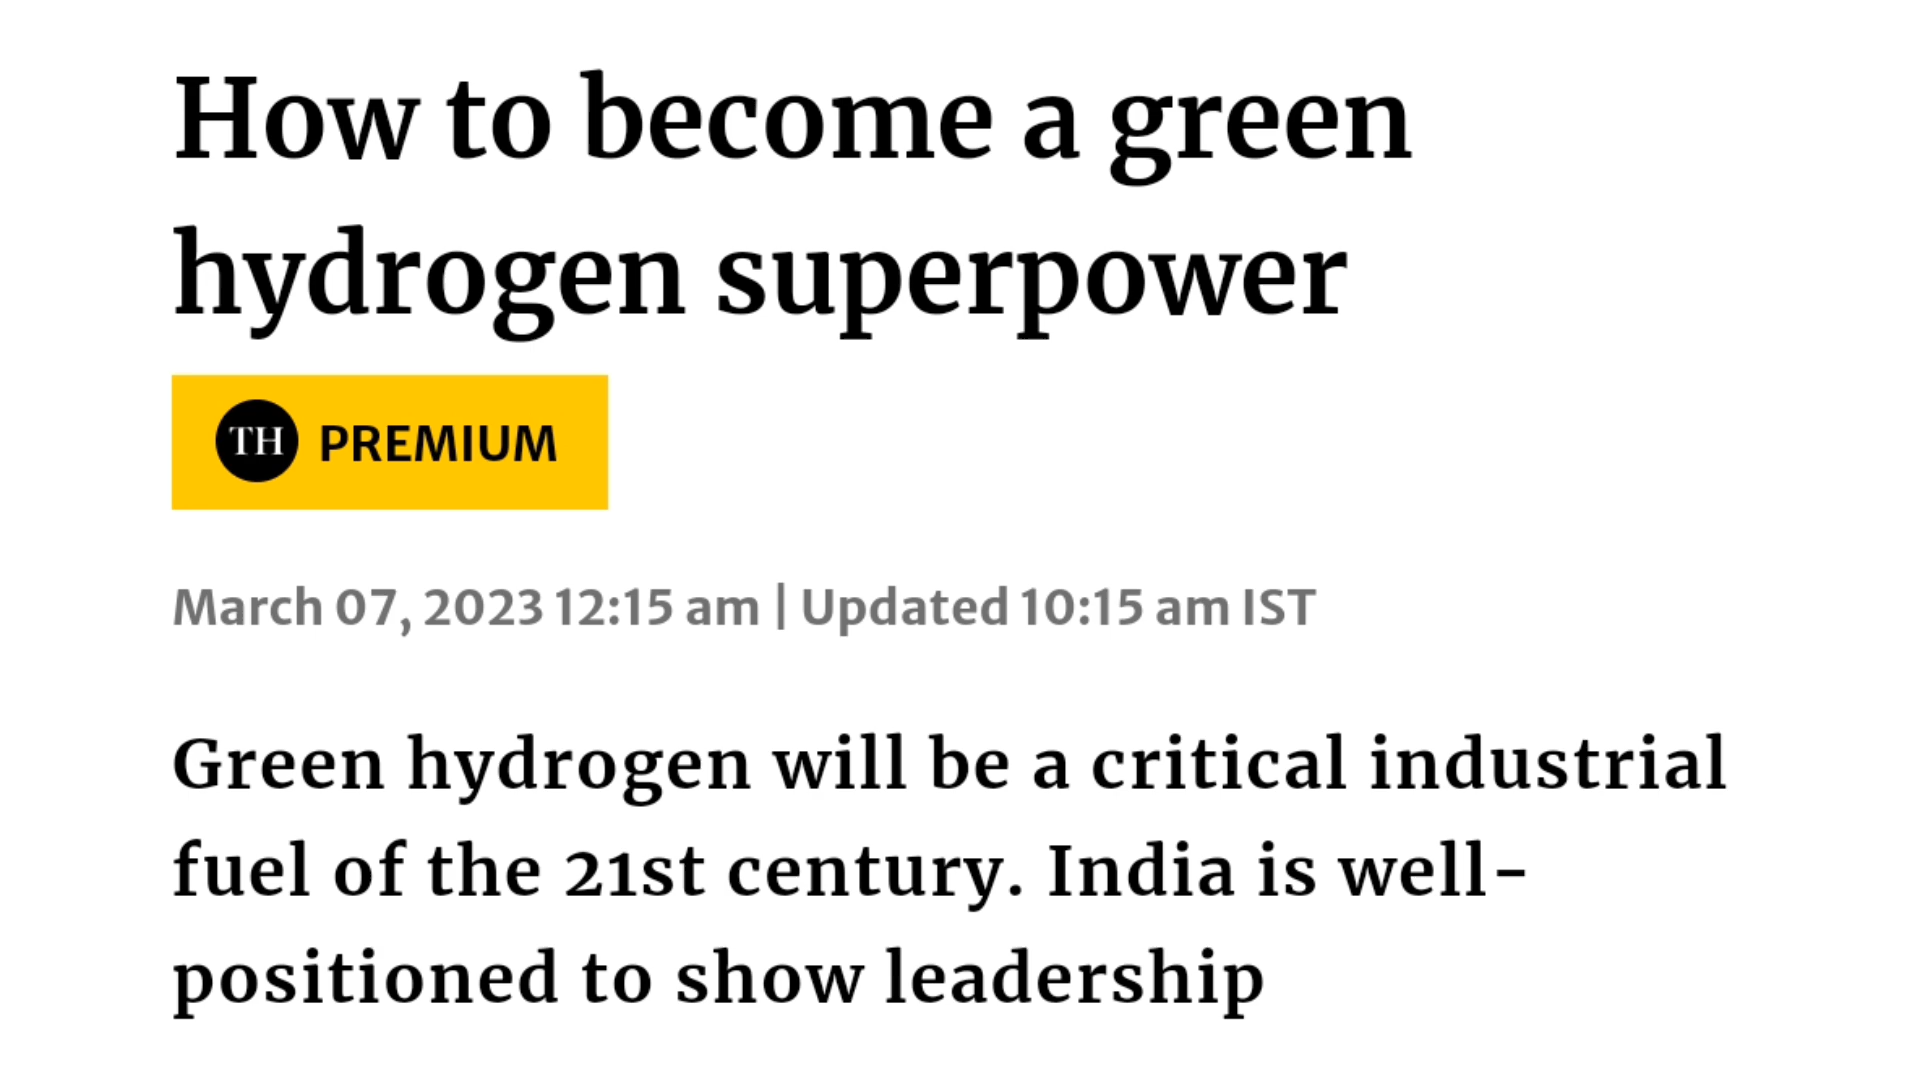 How to become a green
hydrogen superpower
TH PREMIUM
March 07, 2023 12:15 am | Updated 10:15 am IST
Green hydrogen will be a critical industrial
fuel of the 21st century. India is well-
positioned to show leadership